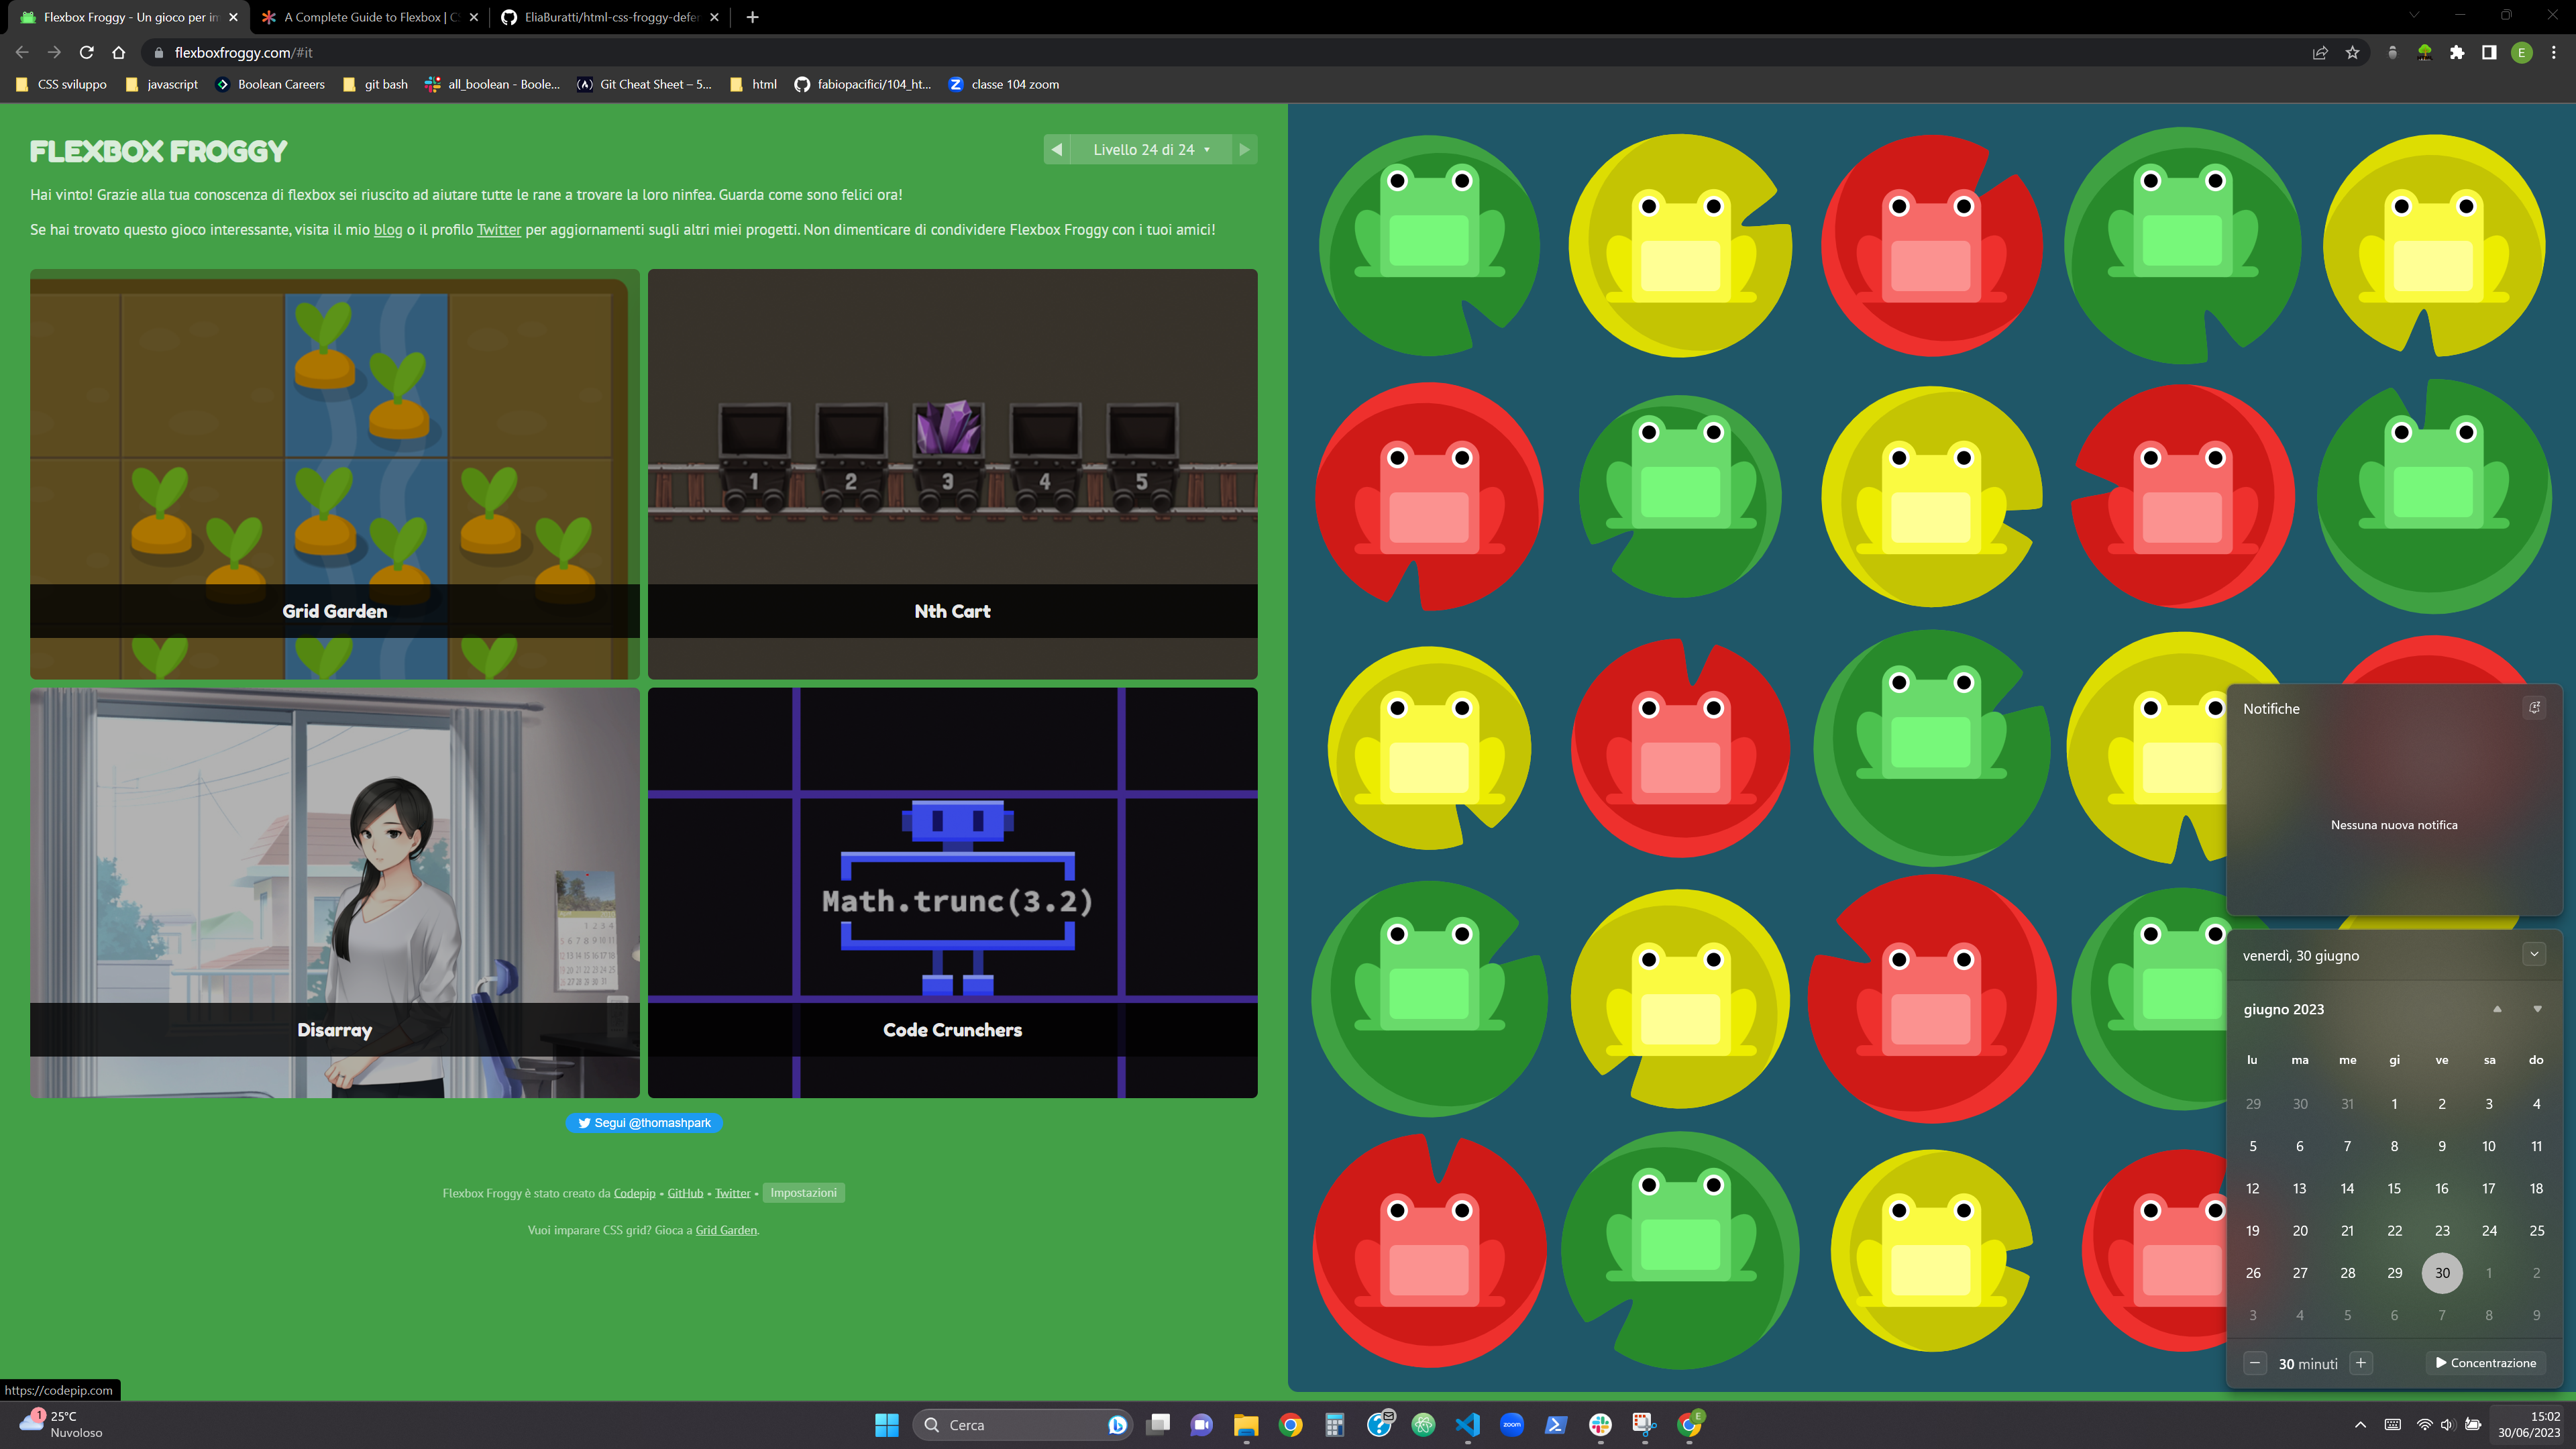 Flexbox Froggy - Un gioco per im
A Complete Guide to Flexbox | CS
EliaBuratti/html-css-froggy-defer
flexboxfroggy.com/#it
E
CSS sviluppo
javascript
Boolean Careers
git bash
all_boolean - Boole...
Git Cheat Sheet – 5...
html
fabiopacifici/104_ht...
classe 104 zoom
FLEXBOX FROGGY
Livello 24 di 24
Hai vinto! Grazie alla tua conoscenza di flexbox sei riuscito ad aiutare tutte le rane a trovare la loro ninfea. Guarda come sono felici ora!
Se hai trovato questo gioco interessante, visita il mio blog o il profilo Twitter per aggiornamenti sugli altri miei progetti. Non dimenticare di condividere Flexbox Froggy con i tuoi amici!
Grid Garden
1 2 3 4 5
Nth Cart
Disarray
Math.trunc(3.2)
Code Crunchers
Segui @thomashpark
Flexbox Froggy è stato creato da Codepip • GitHub • Twitter • Impostazioni
Vuoi imparare CSS grid? Gioca a Grid Garden.
https://codepip.com
Notifiche
Nessuna nuova notifica
venerdì, 30 giugno
giugno 2023
lu ma me gi ve sa do
29 30 31 1 2 3 4
5 6 7 8 9 10 11
12 13 14 15 16 17 18
19 20 21 22 23 24 25
26 27 28 29 30 1 2
3 4 5 6 7 8 9
30 minuti
Concentrazione
1
25°C
Nuvoloso
Cerca
zoom
E
15:02
30/06/2023